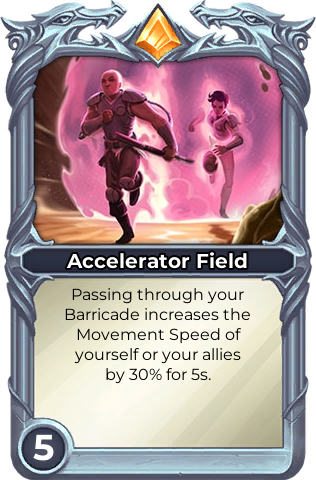 Accelerator Field
Passing through your
Barricade increases the
Movement Speed of
yourself or your allies
by 30% for 5s.
5